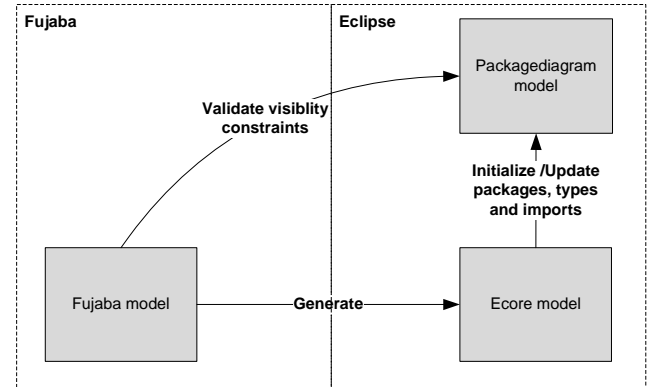 Fujaba
Eclipse
Packagediagram
model
Validate visiblity
constraints
Initialize /Update
packages, types
and imports
Fujaba model
Generate
Ecore model